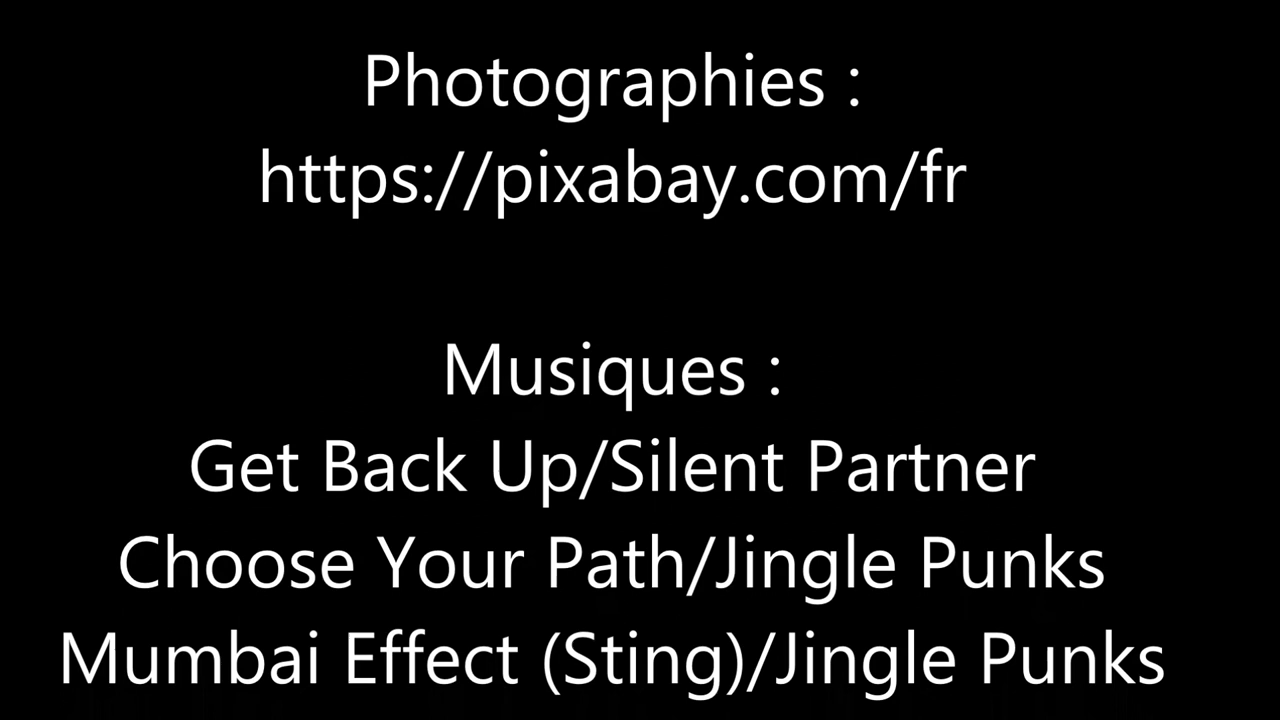 Photographies :
https://pixabay.com/fr
Musiques :
Get Back Up/Silent Partner
Choose Your Path/Jingle Punks
Mumbai Effect (Sting)/Jingle Punks